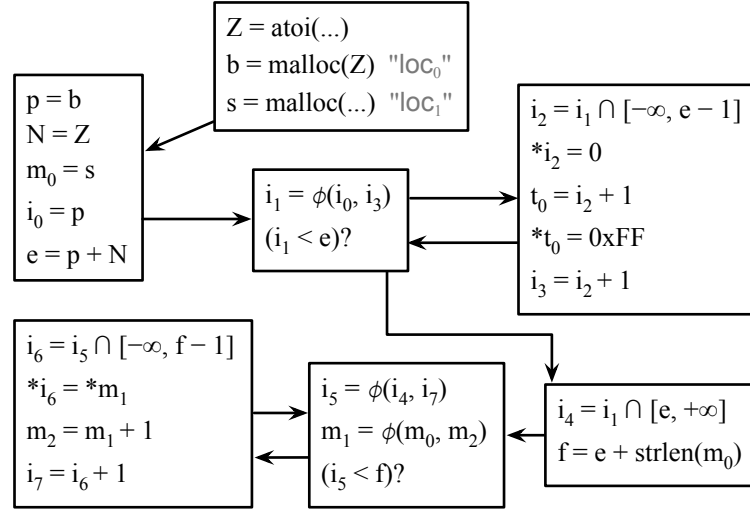 Z = atoi(...)
b = malloc(Z) "loc₀"
s = malloc(...) "loc₁"
p = b
N = Z
m₀ = s
i₀ = p
e = p + N
i₁ = ϕ(i₀, i₃)
(i₁ < e)?
i₂ = i₁ ∩ [−∞, e − 1]
*i₂ = 0
t₀ = i₂ + 1
*t₀ = 0xFF
i₃ = i₂ + 1
i₄ = i₁ ∩ [e, +∞]
f = e + strlen(m₀)
i₅ = ϕ(i₄, i₇)
m₁ = ϕ(m₀, m₂)
(i₅ < f)?
i₆ = i₅ ∩ [−∞, f − 1]
*i₆ = *m₁
m₂ = m₁ + 1
i₇ = i₆ + 1